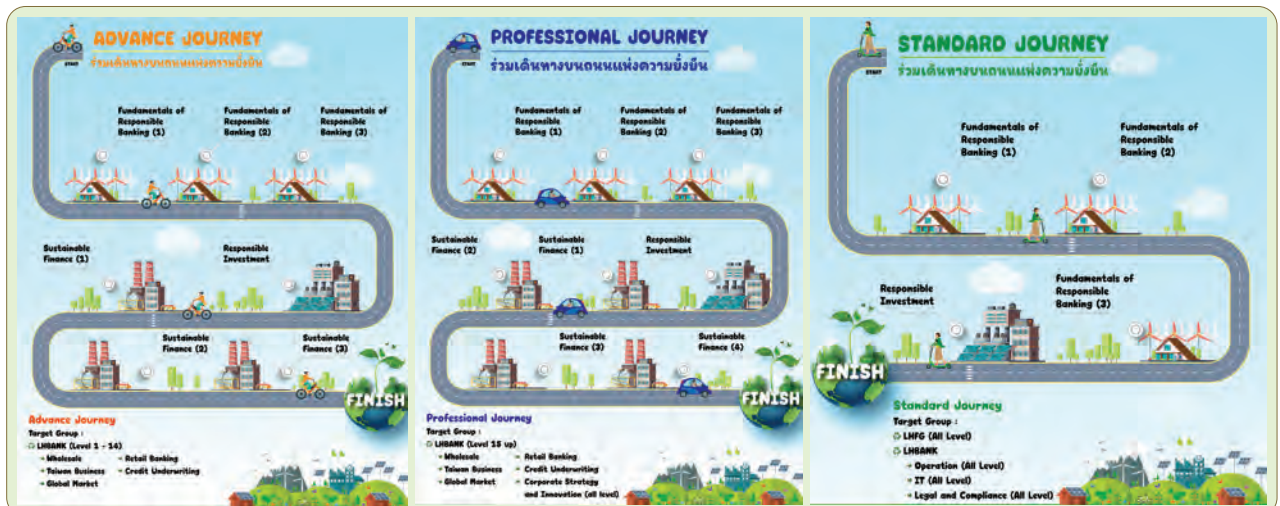 ADVANCE JOURNEY
START
ร่วมเดินทางบนถนนแห่งความยั่งยืน
Fundamentals of
Responsible
Banking (1)
Fundamentals of
Responsible
Banking (2)
Fundamentals of
Responsible
Banking (3)
Sustainable
Finance (1)
Responsible
Investment
Sustainable
Finance (2)
Sustainable
Finance (3)
FINISH
Advance Journey
Target Group :
LHBANK (Level 1 - 14)
Wholesale
Retail Banking
Taiwan Business
Credit Underwriting
Global Market
PROFESSIONAL JOURNEY
START
ร่วมเดินทางบนถนนแห่งความยั่งยืน
Fundamentals of
Responsible
Banking (1)
Fundamentals of
Responsible
Banking (2)
Fundamentals of
Responsible
Banking (3)
Sustainable
Finance (2)
Sustainable
Finance (1)
Responsible
Investment
Sustainable
Finance (3)
Sustainable
Finance (4)
FINISH
Professional Journey
Target Group :
LHBANK (Level 15 up)
Wholesale
Retail Banking
Taiwan Business
Credit Underwriting
Global Market
Corporate Strategy
and Innovation (all level)
STANDARD JOURNEY
START
ร่วมเดินทางบนถนนแห่งความยั่งยืน
Fundamentals of
Responsible
Banking (1)
Fundamentals of
Responsible
Banking (2)
Responsible
Investment
Fundamentals of
Responsible
Banking (3)
FINISH
Standard Journey
Target Group :
LHFG (All Level)
LHBANK
Operation (All Level)
IT (All Level)
Legal and Compliance (All Level)